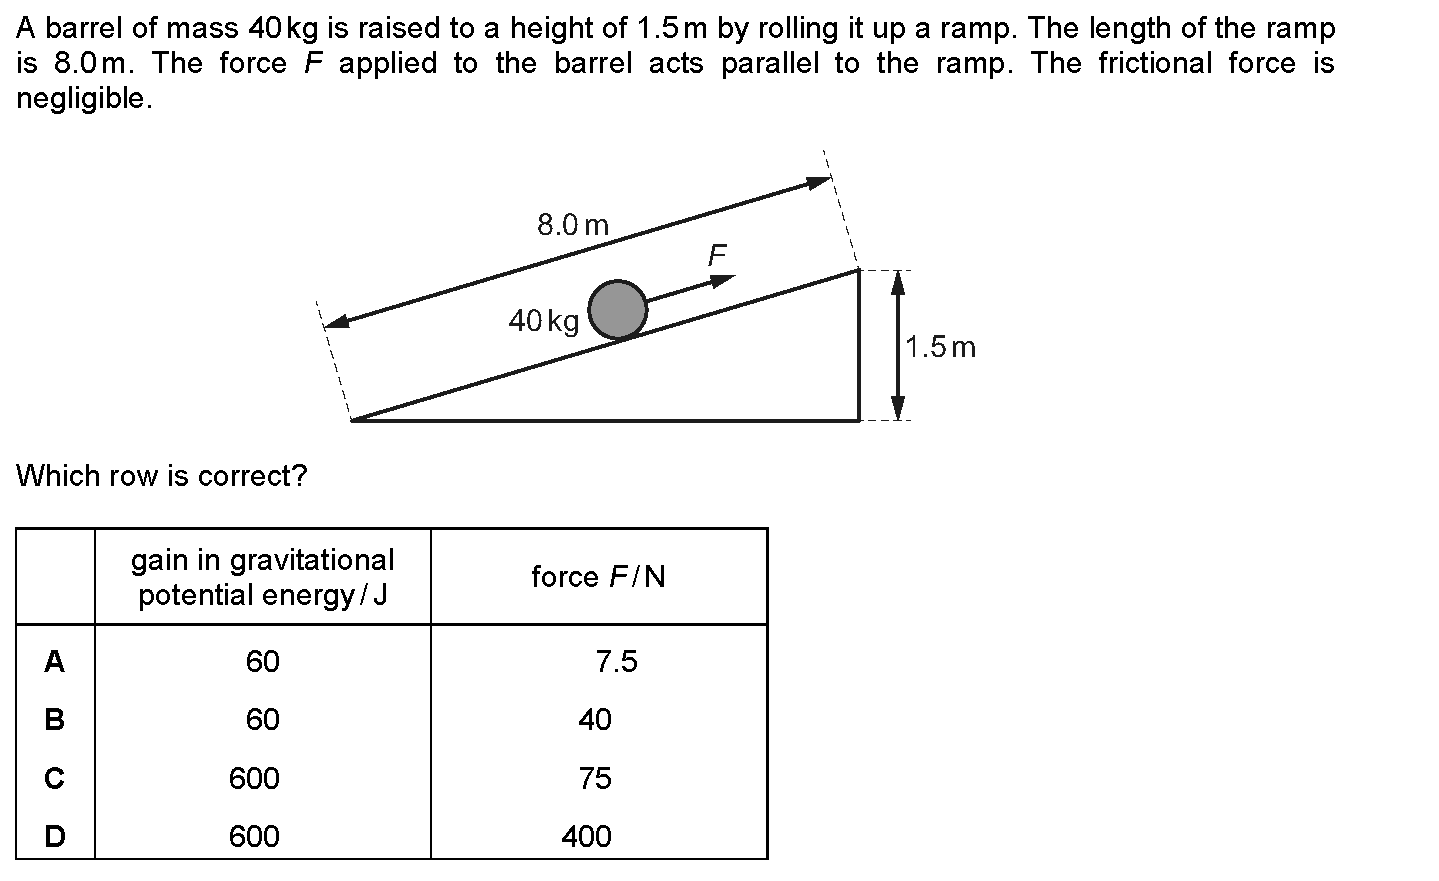 A barrel of mass 40 kg is raised to a height of 1.5 m by rolling it up a ramp. The length of the ramp
is 8.0 m. The force F applied to the barrel acts parallel to the ramp. The frictional force is
negligible.
8.0 m
F
40 kg
1.5 m
Which row is correct?
gain in gravitational
potential energy / J
force F / N
A 60 7.5
B 60 40
C 600 75
D 600 400